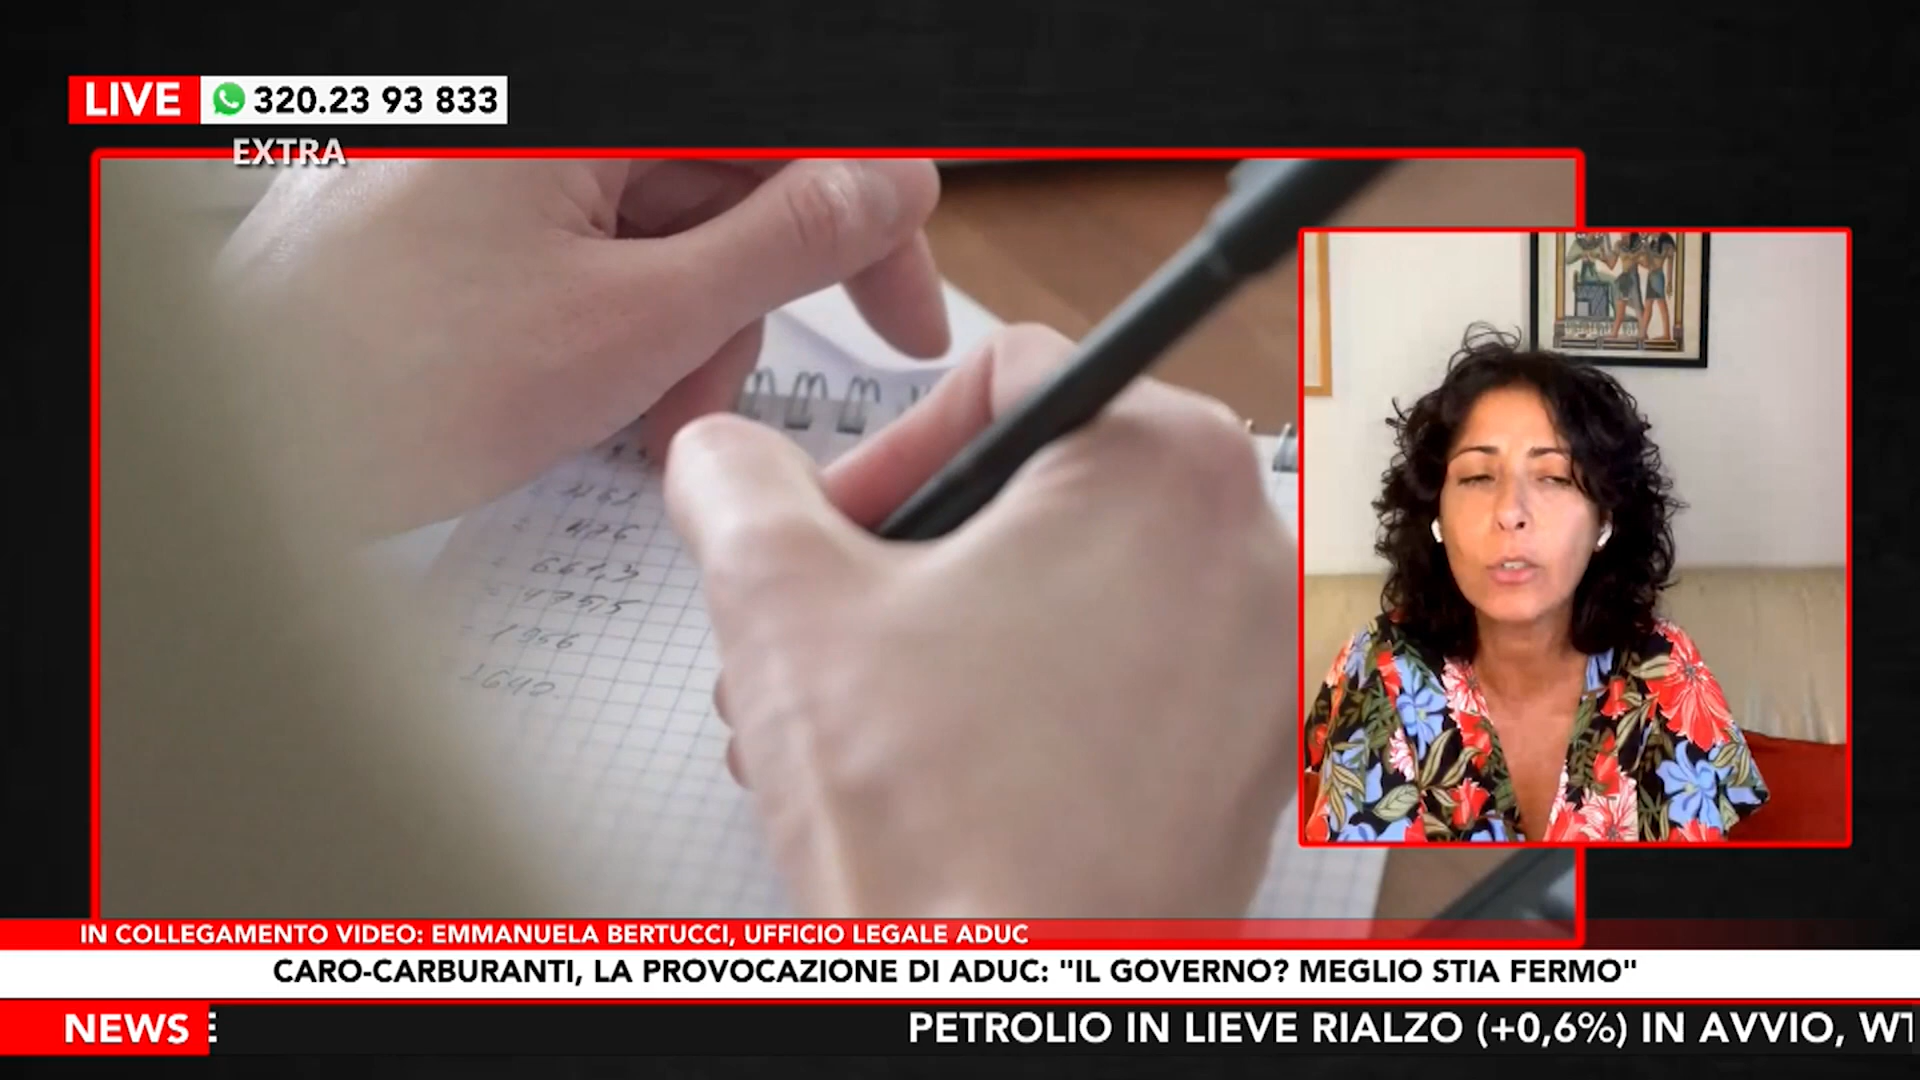 LIVE 320.23 93 833
EXTRA
IN COLLEGAMENTO VIDEO: EMMANUELA BERTUCCI, UFFICIO LEGALE ADUC
CARO-CARBURANTI, LA PROVOCAZIONE DI ADUC: "IL GOVERNO? MEGLIO STIA FERMO"
NEWS PETROLIO IN LIEVE RIALZO (+0,6%) IN AVVIO,